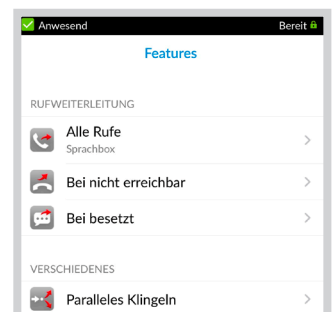 Anwesend
Bereit
Features
RUFWEITERLEITUNG
Alle Rufe
Sprachbox
Bei nicht erreichbar
Bei besetzt
VERSCHIEDENES
Paralleles Klingeln